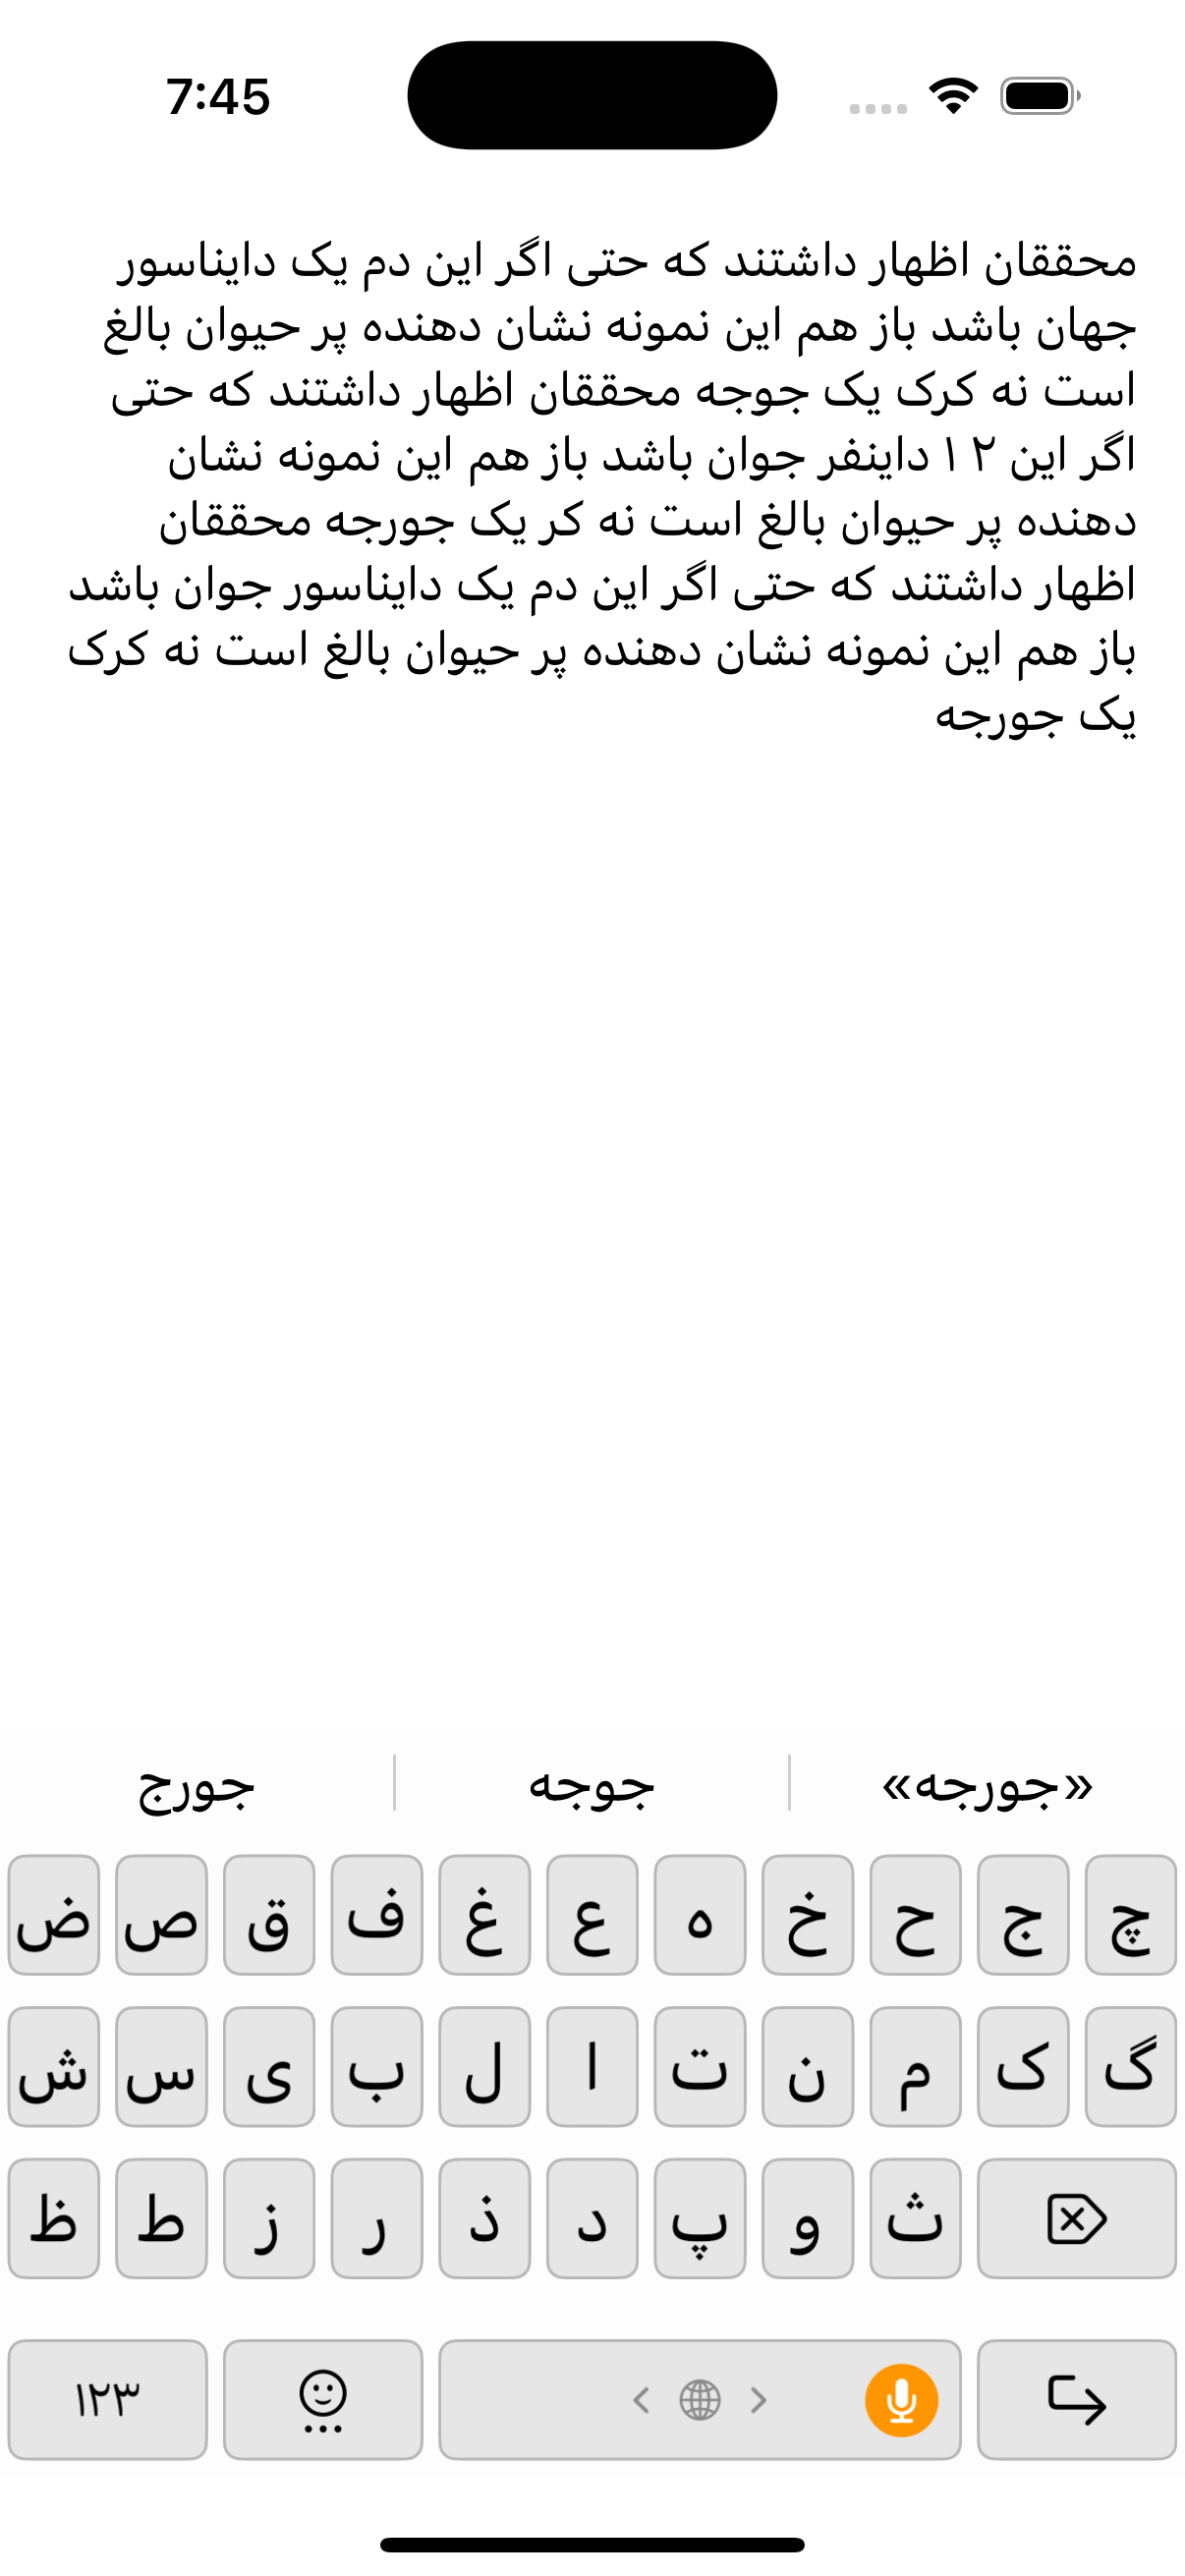 7:45
محققان اظهار داشتند که حتی اگر این دم یک دایناسور
جهان باشد باز هم این نمونه نشان دهنده پر حیوان بالغ
است نه کرک یک جوجه محققان اظهار داشتند که حتی
اگر این ۲ ۱ داینفر جوان باشد باز هم این نمونه نشان
دهنده پر حیوان بالغ است نه کر یک جورجه محققان
اظهار داشتند که حتی اگر این دم یک دایناسور جوان باشد
باز هم این نمونه نشان دهنده پر حیوان بالغ است نه کرک
یک جورجه
«جورجه» جوجه جورج
چ ج ح خ ه ع غ ف ق ص ض
گ ک م ن ت ا ل ب ی س ش
ث و پ د ذ ر ز ط ظ
۱۲۳